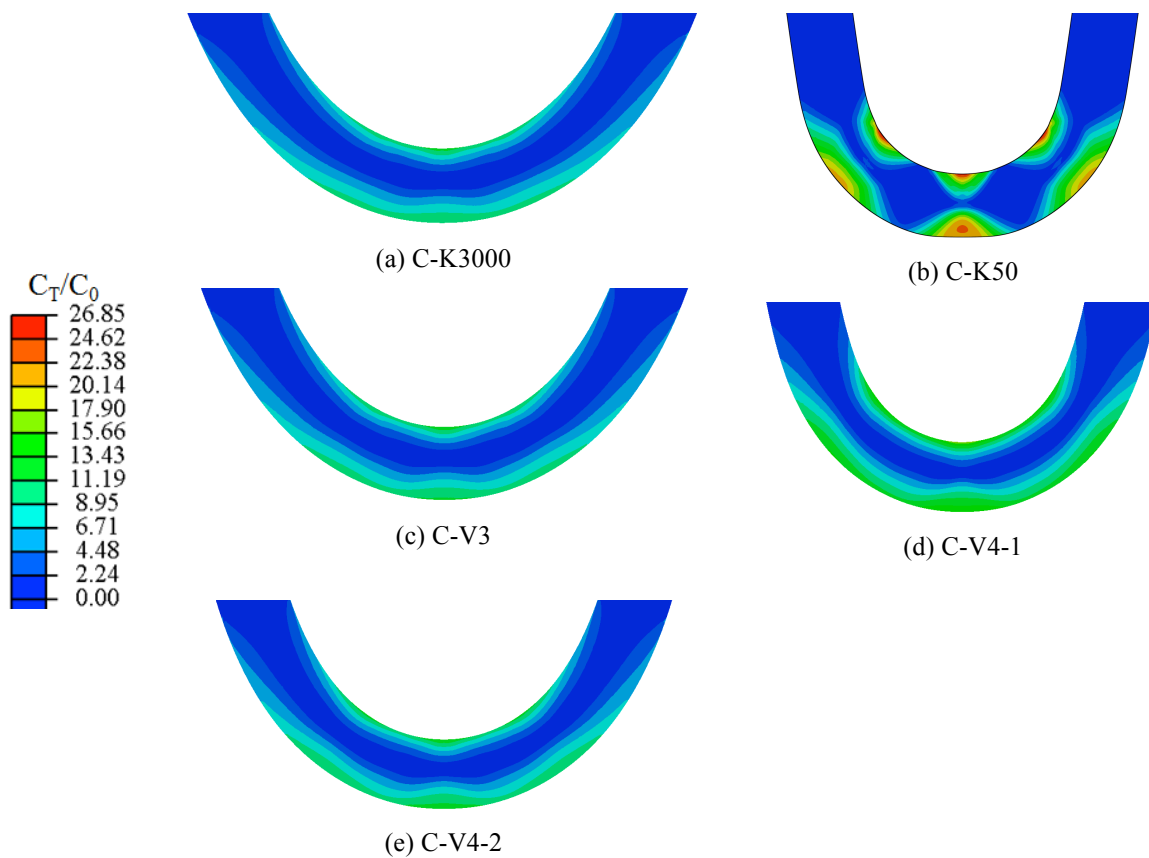 (a) C-K3000
(b) C-K50
C_T/C_0
26.85
24.62
22.38
20.14
17.90
15.66
13.43
11.19
8.95
6.71
4.48
2.24
0.00
(c) C-V3
(d) C-V4-1
(e) C-V4-2